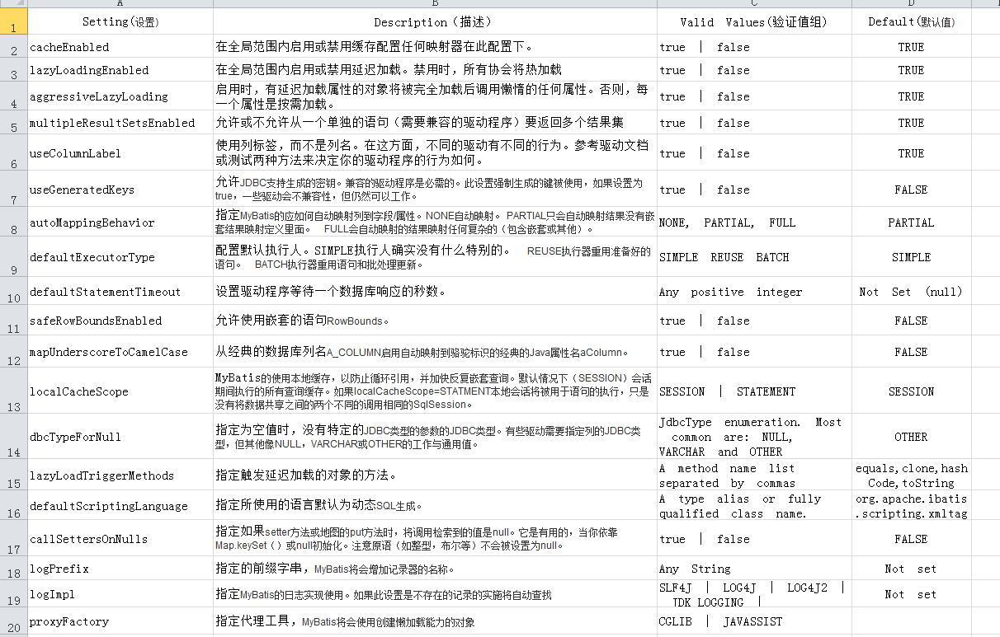 A B C D
1 Setting(设置) Description (描述) Valid Values(验证值组) Default(默认值)
2 cacheEnabled 在全局范围内启用或禁用缓存配置任何映射器在此配置下。 true | false TRUE
3 lazyLoadingEnabled 在全局范围内启用或禁用延迟加载。禁用时，所有协会将热加载 true | false TRUE
4 aggressiveLazyLoading 启用时，有延迟加载属性的对象将被完全加载后调用懒惰的任何属性。否则，每
一个属性是按需加载。 true | false TRUE
5 multipleResultSetsEnabled 允许或不允许从一个单独的语句（需要兼容的驱动程序）要返回多个结果集 true | false TRUE
6 useColumnLabel 使用列标签，而不是列名。在这方面，不同的驱动有不同的行为。参考驱动文档
或测试两种方法来决定你的驱动程序的行为如何。 true | false TRUE
7 useGeneratedKeys 允许JDBC支持生成的密钥。兼容的驱动程序是必需的。此设置强制生成的键被使用，如果设置为
true，一些驱动会不兼容性，但仍然可以工作。 true | false FALSE
8 autoMappingBehavior 指定MyBatis的应如何自动映射列到字段/属性。NONE自动映射。 PARTIAL只会自动映射结果没有嵌
套结果映射定义里面。 FULL会自动映射的结果映射任何复杂的（包含嵌套或其他）。 NONE, PARTIAL, FULL PARTIAL
9 defaultExecutorType 配置默认执行人。SIMPLE执行人确实没有什么特别的。 REUSE执行器重用准备好的
语句。 BATCH执行器重用语句和批处理更新。 SIMPLE REUSE BATCH SIMPLE
10 defaultStatementTimeout 设置驱动程序等待一个数据库响应的秒数。 Any positive integer Not Set (null)
11 safeRowBoundsEnabled 允许使用嵌套的语句RowBounds。 true | false FALSE
12 mapUnderscoreToCamelCase 从经典的数据库列名A_COLUMN启用自动映射到骆驼标识的经典的Java属性名aColumn。 true | false FALSE
13 localCacheScope MyBatis的使用本地缓存，以防止循环引用，并加快反复嵌套查询。默认情况下（SESSION）会话
期间执行的所有查询缓存。如果localCacheScope=STATMENT本地会话将被用于语句的执行，只是
没有将数据共享之间的两个不同的调用相同的SqlSession。 SESSION | STATEMENT SESSION
14 dbcTypeForNull 指定为空值时，没有特定的JDBC类型的参数的JDBC类型。有些驱动需要指定列的JDBC类
型，但其他像NULL，VARCHAR或OTHER的工作与通用值。 JdbcType enumeration. Most
common are: NULL,
VARCHAR and OTHER OTHER
15 lazyLoadTriggerMethods 指定触发延迟加载的对象的方法。 A method name list
separated by commas equals,clone,hash
Code,toString
16 defaultScriptingLanguage 指定所使用的语言默认为动态SQL生成。 A type alias or fully
qualified class name. org.apache.ibatis
.scripting.xmltag
17 callSettersOnNulls 指定如果setter方法或地图的put方法时，将调用检索到的值是null。它是有用的，当你依靠
Map.keySet（）或null初始化。注意原语（如整型，布尔等）不会被设置为null。 true | false FALSE
18 logPrefix 指定的前缀字串，MyBatis将会增加记录器的名称。 Any String Not set
19 logImpl 指定MyBatis的日志实现使用。如果此设置是不存在的记录的实施将自动查找 SLF4J | LOG4J | LOG4J2 |
JDK_LOGGING | Not set
20 proxyFactory 指定代理工具，MyBatis将会使用创建懒加载能力的对象 CGLIB | JAVASSIST